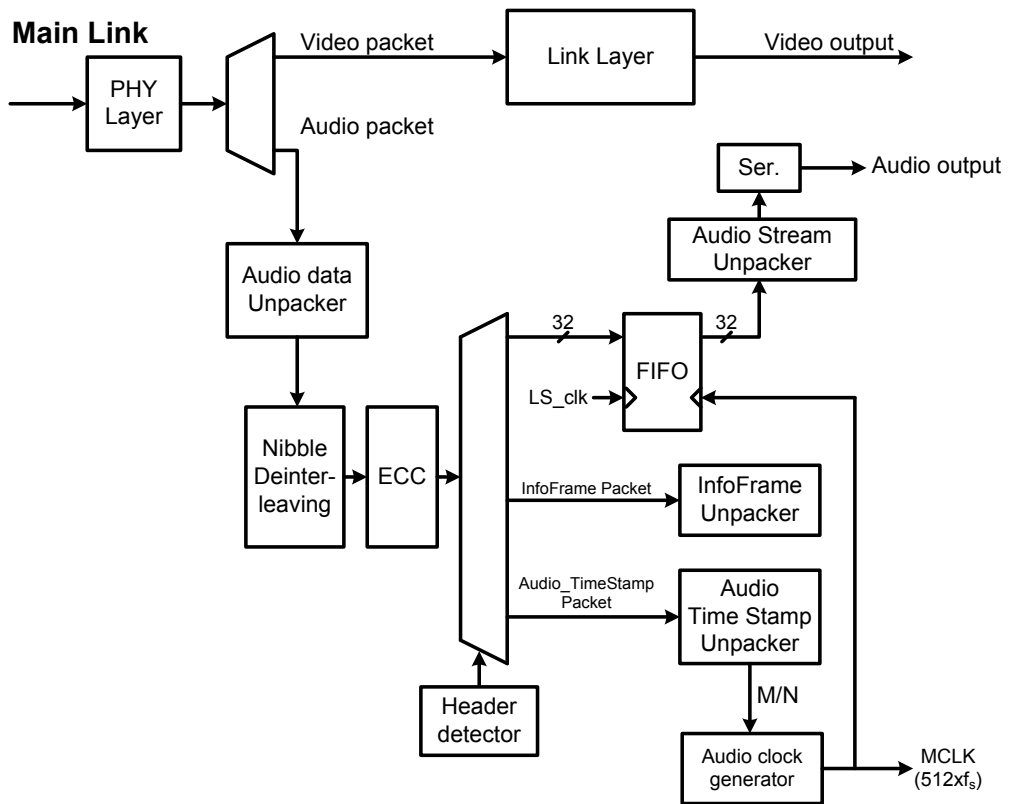 Main Link
Video packet
Link Layer
Video output
PHY
Layer
Audio packet
Ser.
Audio output
Audio Stream
Unpacker
Audio data
Unpacker
32
32
FIFO
LS_clk
Nibble
Deinter-
leaving
ECC
InfoFrame Packet
InfoFrame
Unpacker
Audio_TimeStamp
Packet
Audio
Time Stamp
Unpacker
Header
detector
M/N
Audio clock
generator
MCLK
(512xfs)